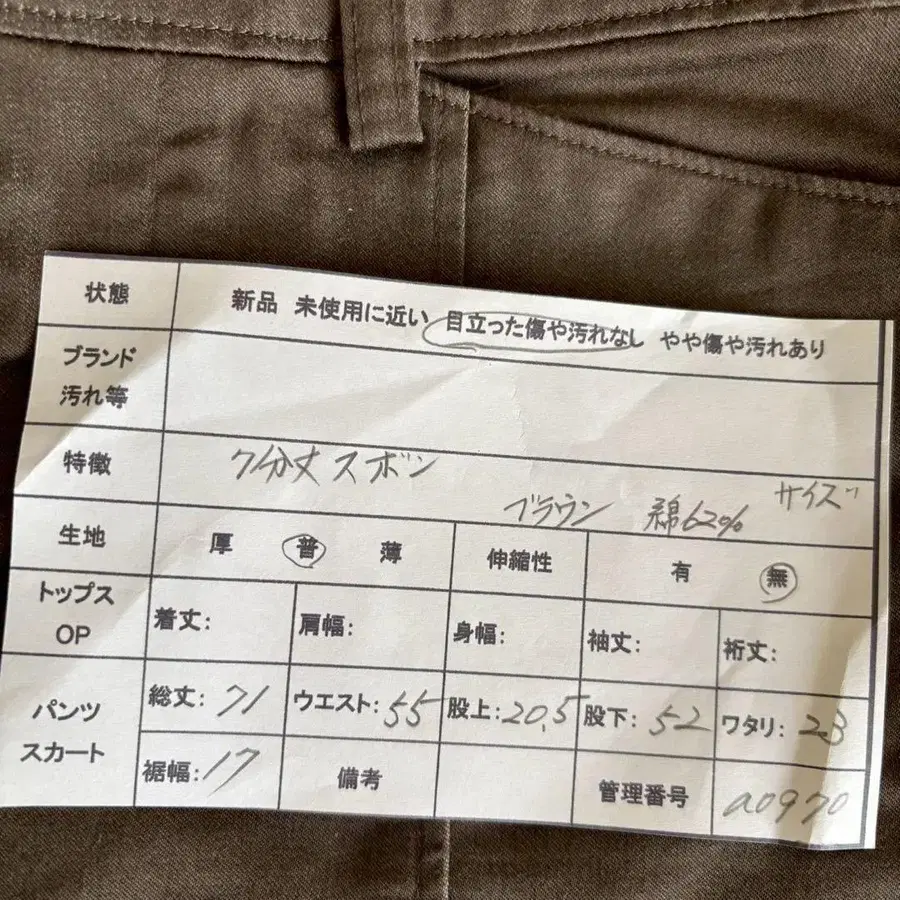 状態 新品 未使用に近い 目立った傷や汚れなし やや傷や汚れあり
ブランド
汚れ等
特徴 7分丈スボン
ブラウン 綿62% サイズ
生地 厚 普 薄 伸縮性 有 無
トップス
OP 着丈: 肩幅: 身幅: 袖丈: 裄丈:
パンツ
スカート 総丈:71 ウエスト:55 股上:20.5 股下:52 ワタリ:23
裾幅:17 備考 管理番号 a0970